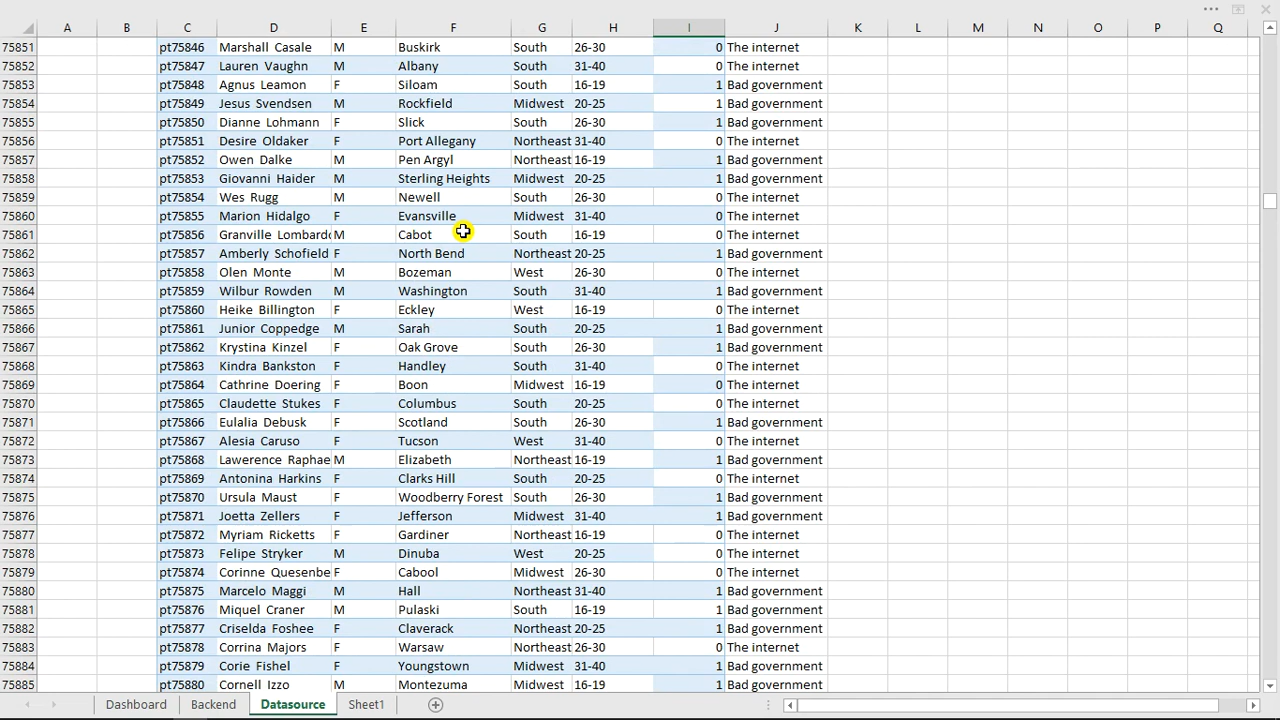 A B C D E F G H I J K L M N O P Q
75851 pt75846 Marshall Casale M Buskirk South 26-30 0 The internet
75852 pt75847 Lauren Vaughn M Albany South 31-40 0 The internet
75853 pt75848 Agnus Leamon F Siloam South 16-19 1 Bad government
75854 pt75849 Jesus Svendsen M Rockfield Midwest 20-25 1 Bad government
75855 pt75850 Dianne Lohmann F Slick South 26-30 1 Bad government
75856 pt75851 Desire Oldaker F Port Allegany Northeast 31-40 0 The internet
75857 pt75852 Owen Dalke M Pen Argyl Northeast 16-19 1 Bad government
75858 pt75853 Giovanni Haider M Sterling Heights Midwest 20-25 1 Bad government
75859 pt75854 Wes Rugg M Newell South 26-30 0 The internet
75860 pt75855 Marion Hidalgo F Evansville Midwest 31-40 0 The internet
75861 pt75856 Granville Lombardo M Cabot South 16-19 0 The internet
75862 pt75857 Amberly Schofield F North Bend Northeast 20-25 1 Bad government
75863 pt75858 Olen Monte M Bozeman West 26-30 0 The internet
75864 pt75859 Wilbur Rowden M Washington South 31-40 1 Bad government
75865 pt75860 Heike Billington F Eckley West 16-19 0 The internet
75866 pt75861 Junior Coppedge M Sarah South 20-25 1 Bad government
75867 pt75862 Krystina Kinzel F Oak Grove South 26-30 1 Bad government
75868 pt75863 Kindra Bankston F Handley South 31-40 0 The internet
75869 pt75864 Cathrine Doering F Boon Midwest 16-19 0 The internet
75870 pt75865 Claudette Stukes F Columbus South 20-25 0 The internet
75871 pt75866 Eulalia Debusk F Scotland South 26-30 1 Bad government
75872 pt75867 Alesia Caruso F Tucson West 31-40 0 The internet
75873 pt75868 Lawerence Raphae M Elizabeth Northeast 16-19 1 Bad government
75874 pt75869 Antonina Harkins F Clarks Hill South 20-25 0 The internet
75875 pt75870 Ursula Maust F Woodberry Forest South 26-30 1 Bad government
75876 pt75871 Joetta Zellers F Jefferson Midwest 31-40 1 Bad government
75877 pt75872 Myriam Ricketts F Gardiner Northeast 16-19 0 The internet
75878 pt75873 Felipe Stryker M Dinuba West 20-25 0 The internet
75879 pt75874 Corinne Quesenbe F Cabool Midwest 26-30 0 The internet
75880 pt75875 Marcelo Maggi M Hall Northeast 31-40 1 Bad government
75881 pt75876 Miquel Craner M Pulaski South 16-19 1 Bad government
75882 pt75877 Criselda Foshee F Claverack Northeast 20-25 1 Bad government
75883 pt75878 Corrina Majors F Warsaw Northeast 26-30 0 The internet
75884 pt75879 Corie Fishel F Youngstown Midwest 31-40 1 Bad government
75885 pt75880 Cornell Izzo M Montezuma Midwest 16-19 1 Bad government
Dashboard Backend Datasource Sheet1